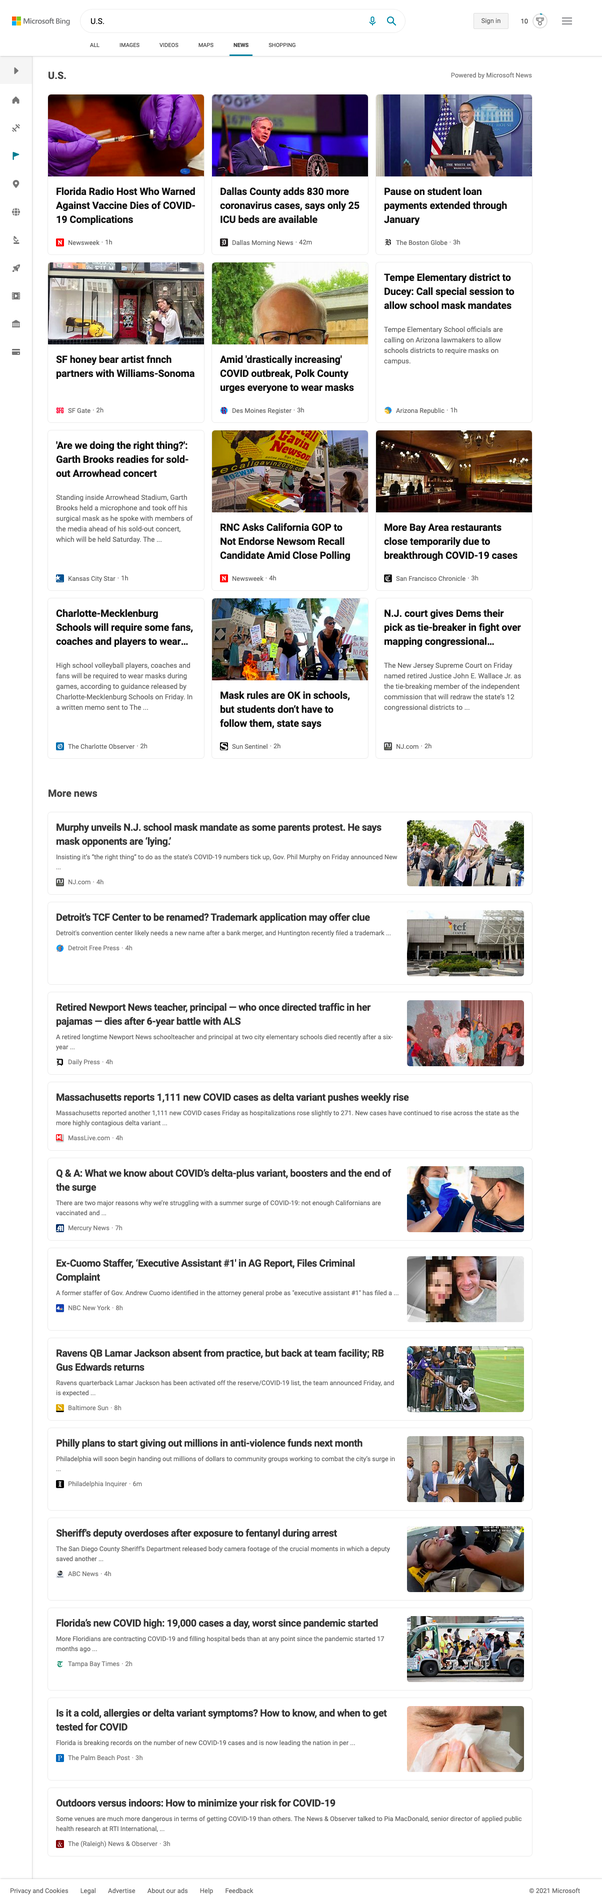 Microsoft Bing
U.S.
Sign in
10
ALL
IMAGES
VIDEOS
MAPS
NEWS
SHOPPING
U.S.
Powered by Microsoft News
Florida Radio Host Who Warned
Against Vaccine Dies of COVID-
19 Complications
Newsweek · 1h
Dallas County adds 830 more
coronavirus cases, says only 25
ICU beds are available
Dallas Morning News · 42m
Pause on student loan
payments extended through
January
The Boston Globe · 3h
SF honey bear artist fnnch
partners with Williams-Sonoma
SF Gate · 2h
Amid 'drastically increasing'
COVID outbreak, Polk County
urges everyone to wear masks
Des Moines Register · 3h
Tempe Elementary district to
Ducey: Call special session to
allow school mask mandates
Tempe Elementary School officials are
calling on Arizona lawmakers to allow
schools districts to require masks on
campus.
Arizona Republic · 1h
'Are we doing the right thing?':
Garth Brooks readies for sold-
out Arrowhead concert
Standing inside Arrowhead Stadium, Garth
Brooks held a microphone and took off his
surgical mask as he spoke with members of
the media ahead of his sold-out concert,
which will be held Saturday. The ...
Kansas City Star · 1h
RNC Asks California GOP to
Not Endorse Newsom Recall
Candidate Amid Close Polling
Newsweek · 4h
More Bay Area restaurants
close temporarily due to
breakthrough COVID-19 cases
San Francisco Chronicle · 3h
Charlotte-Mecklenburg
Schools will require some fans,
coaches and players to wear...
High school volleyball players, coaches and
fans will be required to wear masks during
games, according to guidance released by
Charlotte-Mecklenburg Schools on Friday. In
a written memo sent to The ...
The Charlotte Observer · 2h
Mask rules are OK in schools,
but students don't have to
follow them, state says
Sun Sentinel · 2h
N.J. court gives Dems their
pick as tie-breaker in fight over
mapping congressional...
The New Jersey Supreme Court on Friday
named retired Justice John E. Wallace Jr. as
the tie-breaking member of the independent
commission that will redraw the state's 12
congressional districts to ...
NJ.com · 2h
More news
Murphy unveils N.J. school mask mandate as some parents protest. He says
mask opponents are 'lying.'
Insisting it's "the right thing" to do as the state's COVID-19 numbers tick up, Gov. Phil Murphy on Friday announced New
...
NJ.com · 4h
Detroit's TCF Center to be renamed? Trademark application may offer clue
Detroit's convention center likely needs a new name after a bank merger, and Huntington recently filed a trademark ...
Detroit Free Press · 4h
tcf
Retired Newport News teacher, principal — who once directed traffic in her
pajamas — dies after 6-year battle with ALS
A retired longtime Newport News schoolteacher and principal at two city elementary schools died recently after a six-
year ...
Daily Press · 4h
Massachusetts reports 1,111 new COVID cases as delta variant pushes weekly rise
Massachusetts reported another 1,111 new COVID cases Friday as hospitalizations rose slightly to 271. New cases have continued to rise across the state as the
more highly contagious delta variant ...
MassLive.com · 4h
Q & A: What we know about COVID's delta-plus variant, boosters and the end of
the surge
There are two major reasons why we're struggling with a summer surge of COVID-19: not enough Californians are
vaccinated and ...
Mercury News · 7h
Ex-Cuomo Staffer, 'Executive Assistant #1' in AG Report, Files Criminal
Complaint
A former staffer of Gov. Andrew Cuomo identified in the attorney general probe as "executive assistant #1" has filed a ...
NBC New York · 8h
Ravens QB Lamar Jackson absent from practice, but back at team facility; RB
Gus Edwards returns
Ravens quarterback Lamar Jackson has been activated off the reserve/COVID-19 list, the team announced Friday, and
is expected ...
Baltimore Sun · 8h
Philly plans to start giving out millions in anti-violence funds next month
Philadelphia will soon begin handing out millions of dollars to community groups working to combat the city's surge in
...
Philadelphia Inquirer · 6m
Sheriff's deputy overdoses after exposure to fentanyl during arrest
The San Diego County Sheriff's Department released body camera footage of the crucial moments in which a deputy
saved another ...
ABC News · 4h
Florida's new COVID high: 19,000 cases a day, worst since pandemic started
More Floridians are contracting COVID-19 and filling hospital beds than at any point since the pandemic started 17
months ago ...
Tampa Bay Times · 2h
Is it a cold, allergies or delta variant symptoms? How to know, and when to get
tested for COVID
Florida is breaking records on the number of new COVID-19 cases and is now leading the nation in per ...
The Palm Beach Post · 3h
Outdoors versus indoors: How to minimize your risk for COVID-19
Some venues are much more dangerous in terms of getting COVID-19 than others. The News & Observer talked to Pia MacDonald, senior director of applied public
health research at RTI International, ...
The (Raleigh) News & Observer · 3h
Privacy and Cookies
Legal
Advertise
About our ads
Help
Feedback
© 2021 Microsoft